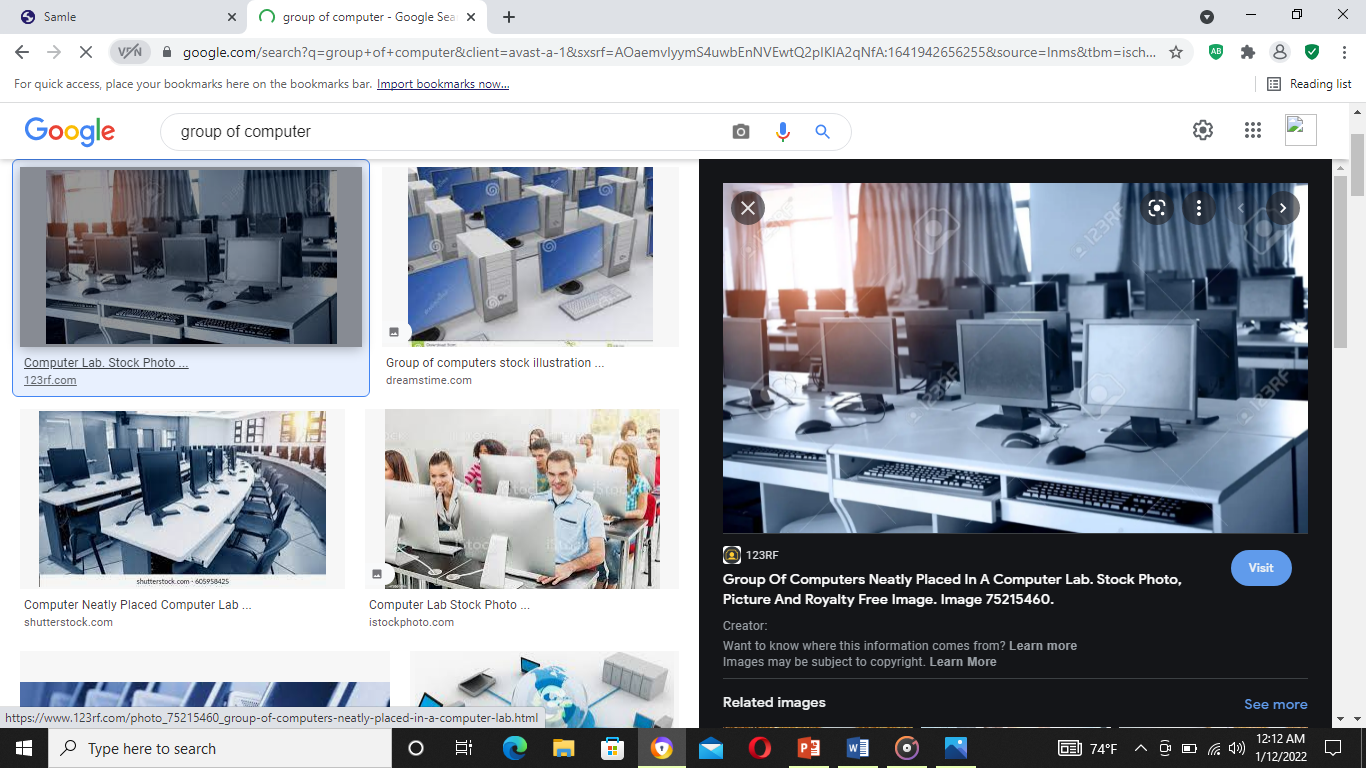 Samle
group of computer - Google Sea
VPN
google.com/search?q=group+of+computer&client=avast-a-1&sxsrf=AOaemvIyymS4uwbEnNVEwtQ2pIKlA2qNfA:1641942656255&source=lnms&tbm=isch...
For quick access, place your bookmarks here on the bookmarks bar. Import bookmarks now...
Reading list
Google
group of computer
Computer Lab. Stock Photo ...
123rf.com
Group of computers stock illustration ...
dreamstime.com
shutterstock.com · 605958425
Computer Neatly Placed Computer Lab ...
shutterstock.com
iStock
Computer Lab Stock Photo ...
istockphoto.com
123RF
123RF
123RF
123RF
Group Of Computers Neatly Placed In A Computer Lab. Stock Photo,
Picture And Royalty Free Image. Image 75215460.
Visit
Creator:
Want to know where this information comes from? Learn more
Images may be subject to copyright. Learn More
Related images
See more
https://www.123rf.com/photo_75215460_group-of-computers-neatly-placed-in-a-computer-lab.html
Type here to search
74°F
12:12 AM
1/12/2022